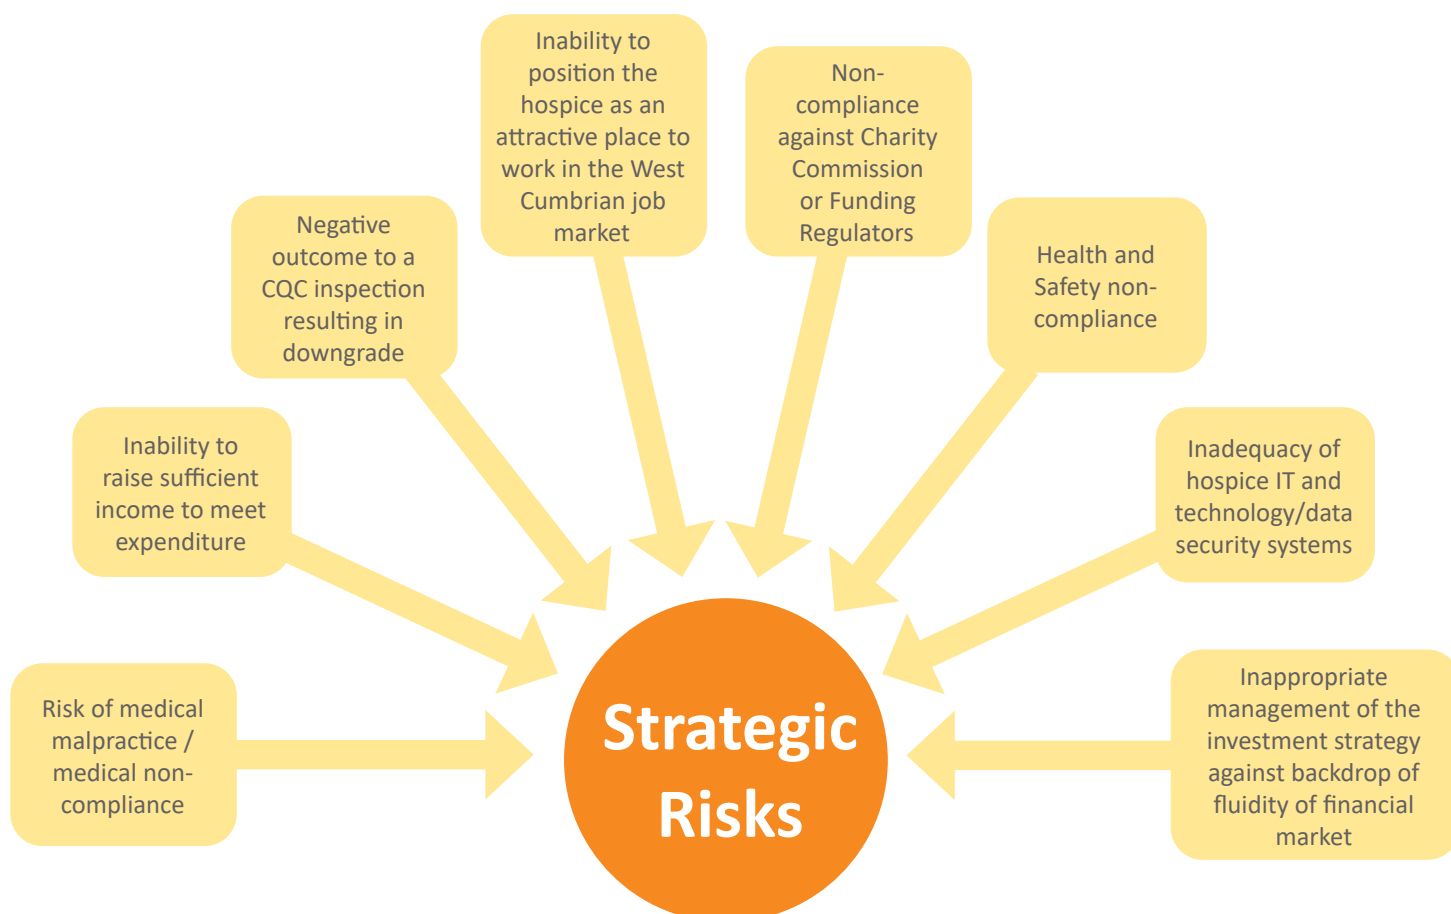 Risk of medical
malpractice /
medical non-
compliance
Inability to
raise sufficient
income to meet
expenditure
Negative
outcome to a
CQC inspection
resulting in
downgrade
Inability to
position the
hospice as an
attractive place to
work in the West
Cumbrian job
market
Non-
compliance
against Charity
Commission
or Funding
Regulators
Health and
Safety non-
compliance
Inadequacy of
hospice IT and
technology/data
security systems
Inappropriate
management of the
investment strategy
against backdrop of
fluidity of financial
market
Strategic
Risks